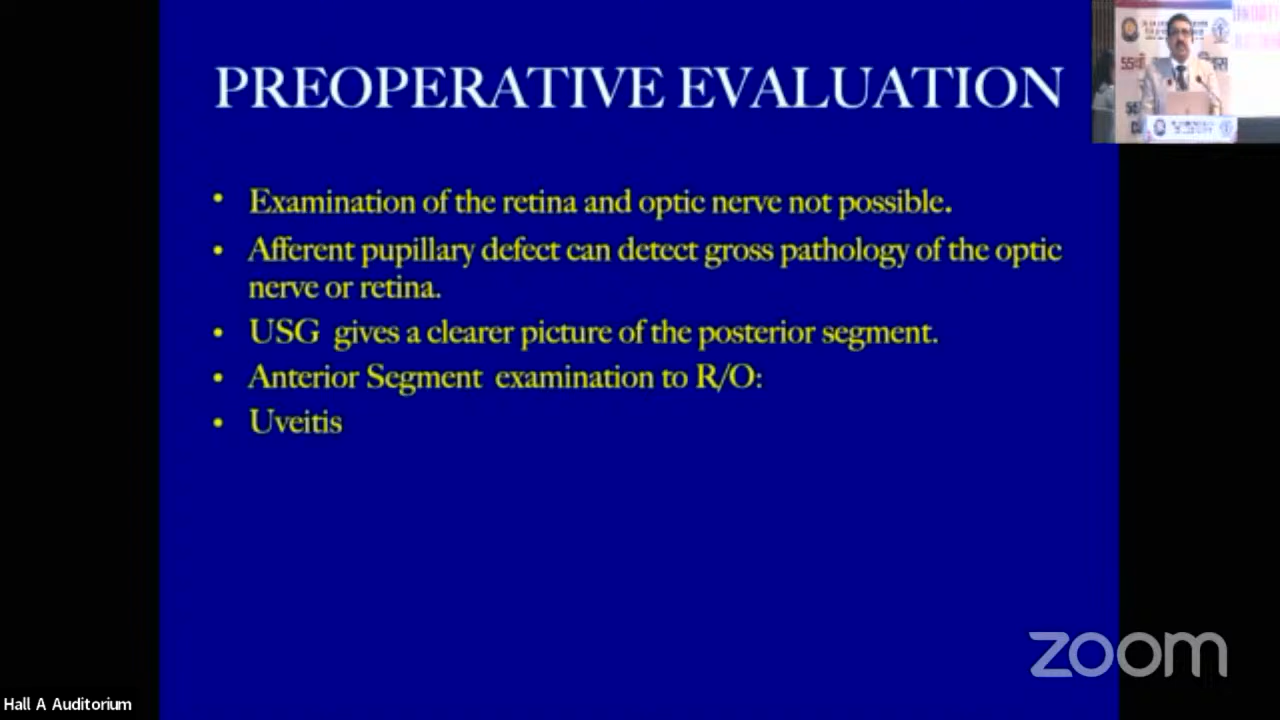 PREOPERATIVE EVALUATION
• Examination of the retina and optic nerve not possible.
• Afferent pupillary defect can detect gross pathology of the optic
nerve or retina.
• USG gives a clearer picture of the posterior segment.
• Anterior Segment examination to R/O:
• Uveitis
zoom
Hall A Auditorium